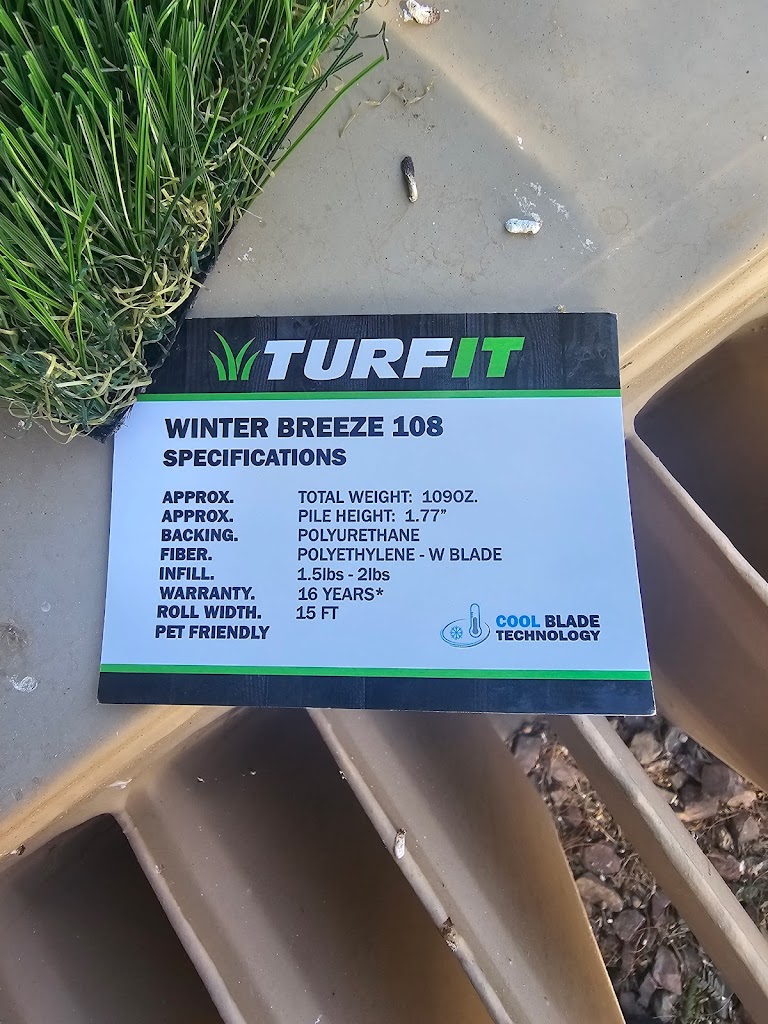 TURFIT
WINTER BREEZE 108
SPECIFICATIONS
APPROX. TOTAL WEIGHT: 109OZ.
APPROX. PILE HEIGHT: 1.77”
BACKING. POLYURETHANE
FIBER. POLYETHYLENE - W BLADE
INFILL. 1.5lbs - 2lbs
WARRANTY. 16 YEARS*
ROLL WIDTH. 15 FT
PET FRIENDLY
COOL BLADE
TECHNOLOGY